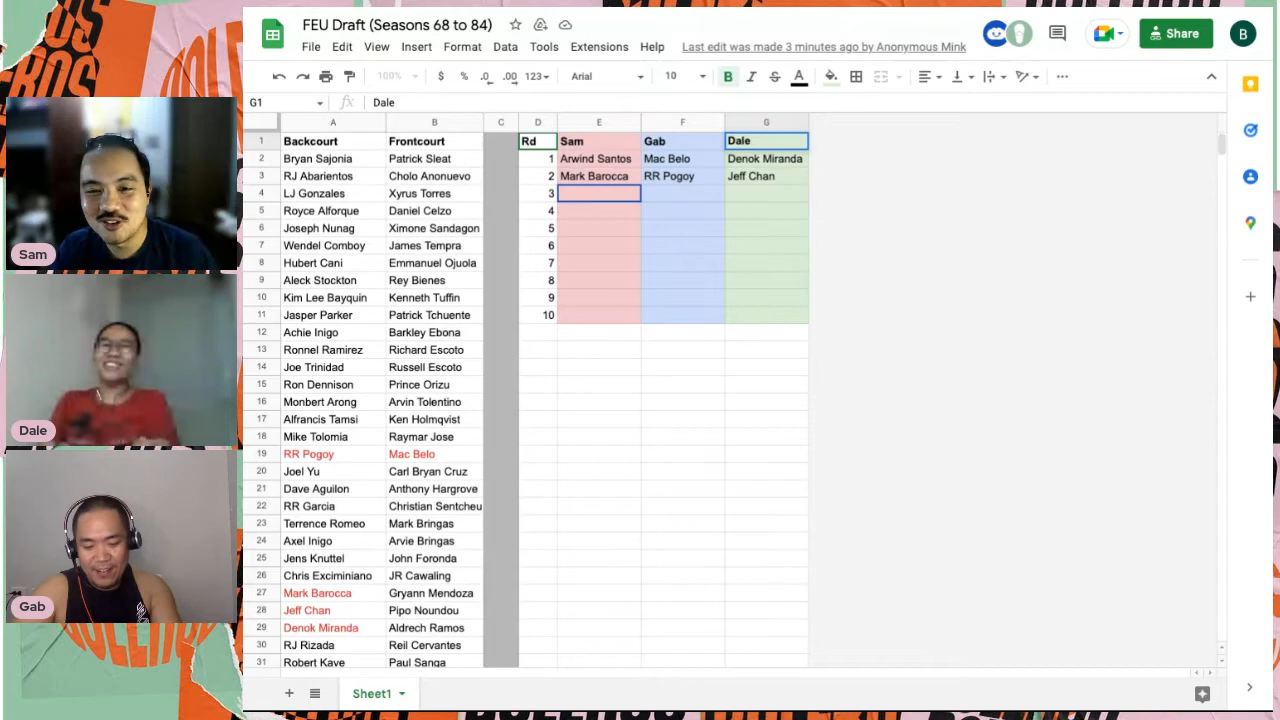 FEU Draft (Seasons 68 to 84)
File Edit View Insert Format Data Tools Extensions Help Last edit was made 3 minutes ago by Anonymous Mink
Share
B
100% $ % .0 .00 123 Arial 10 B I S A
G1 fx Dale
A B C D E F G
1 Backcourt Frontcourt Rd Sam Gab Dale
2 Bryan Sajonia Patrick Sleat 1 Arwind Santos Mac Belo Denok Miranda
3 RJ Abarientos Cholo Anonuevo 2 Mark Barocca RR Pogoy Jeff Chan
4 LJ Gonzales Xyrus Torres 3
5 Royce Alforque Daniel Celzo 4
6 Joseph Nunag Ximone Sandagon 5
7 Wendel Comboy James Tempra 6
8 Hubert Cani Emmanuel Ojuola 7
9 Aleck Stockton Rey Bienes 8
10 Kim Lee Bayquin Kenneth Tuffin 9
11 Jasper Parker Patrick Tchuente 10
12 Achie Inigo Barkley Ebona
13 Ronnel Ramirez Richard Escoto
14 Joe Trinidad Russell Escoto
15 Ron Dennison Prince Orizu
16 Monbert Arong Arvin Tolentino
17 Alfrancis Tamsi Ken Holmqvist
18 Mike Tolomia Raymar Jose
19 RR Pogoy Mac Belo
20 Joel Yu Carl Bryan Cruz
21 Dave Aguilon Anthony Hargrove
22 RR Garcia Christian Sentcheu
23 Terrence Romeo Mark Bringas
24 Axel Inigo Arvie Bringas
25 Jens Knuttel John Foronda
26 Chris Exciminiano JR Cawaling
27 Mark Barocca Gryann Mendoza
28 Jeff Chan Pipo Noundou
29 Denok Miranda Aldrech Ramos
30 RJ Rizada Reil Cervantes
31 Robert Kave Paul Sanga
Sheet1
Sam
Dale
Gab